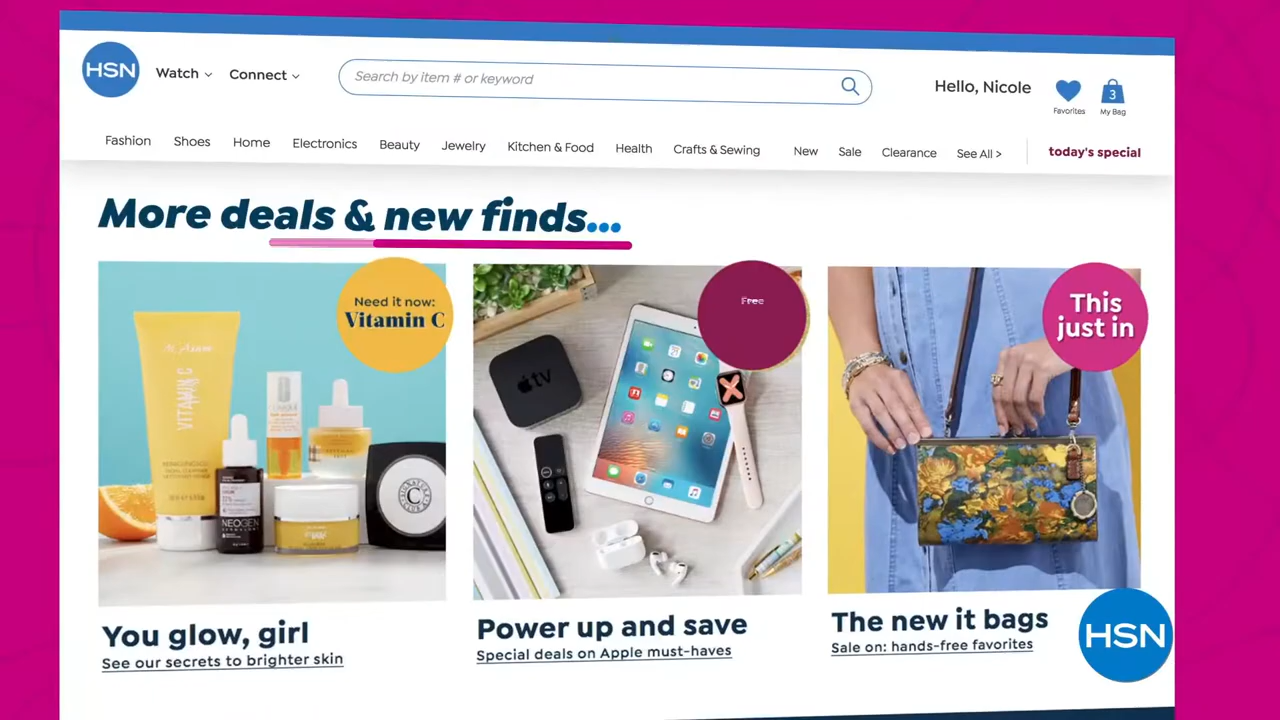 HSN
Watch
Connect
Search by item # or keyword
Hello, Nicole
Favorites
3
My Bag
Fashion
Shoes
Home
Electronics
Beauty
Jewelry
Kitchen & Food
Health
Crafts & Sewing
New
Sale
Clearance
See All >
today's special
More deals & new finds...
Need it now:
Vitamin C
VITAMIN C
NEOGEN
C
Free
tv
This
just in
You glow, girl
See our secrets to brighter skin
Power up and save
Special deals on Apple must-haves
The new it bags
Sale on: hands-free favorites
HSN